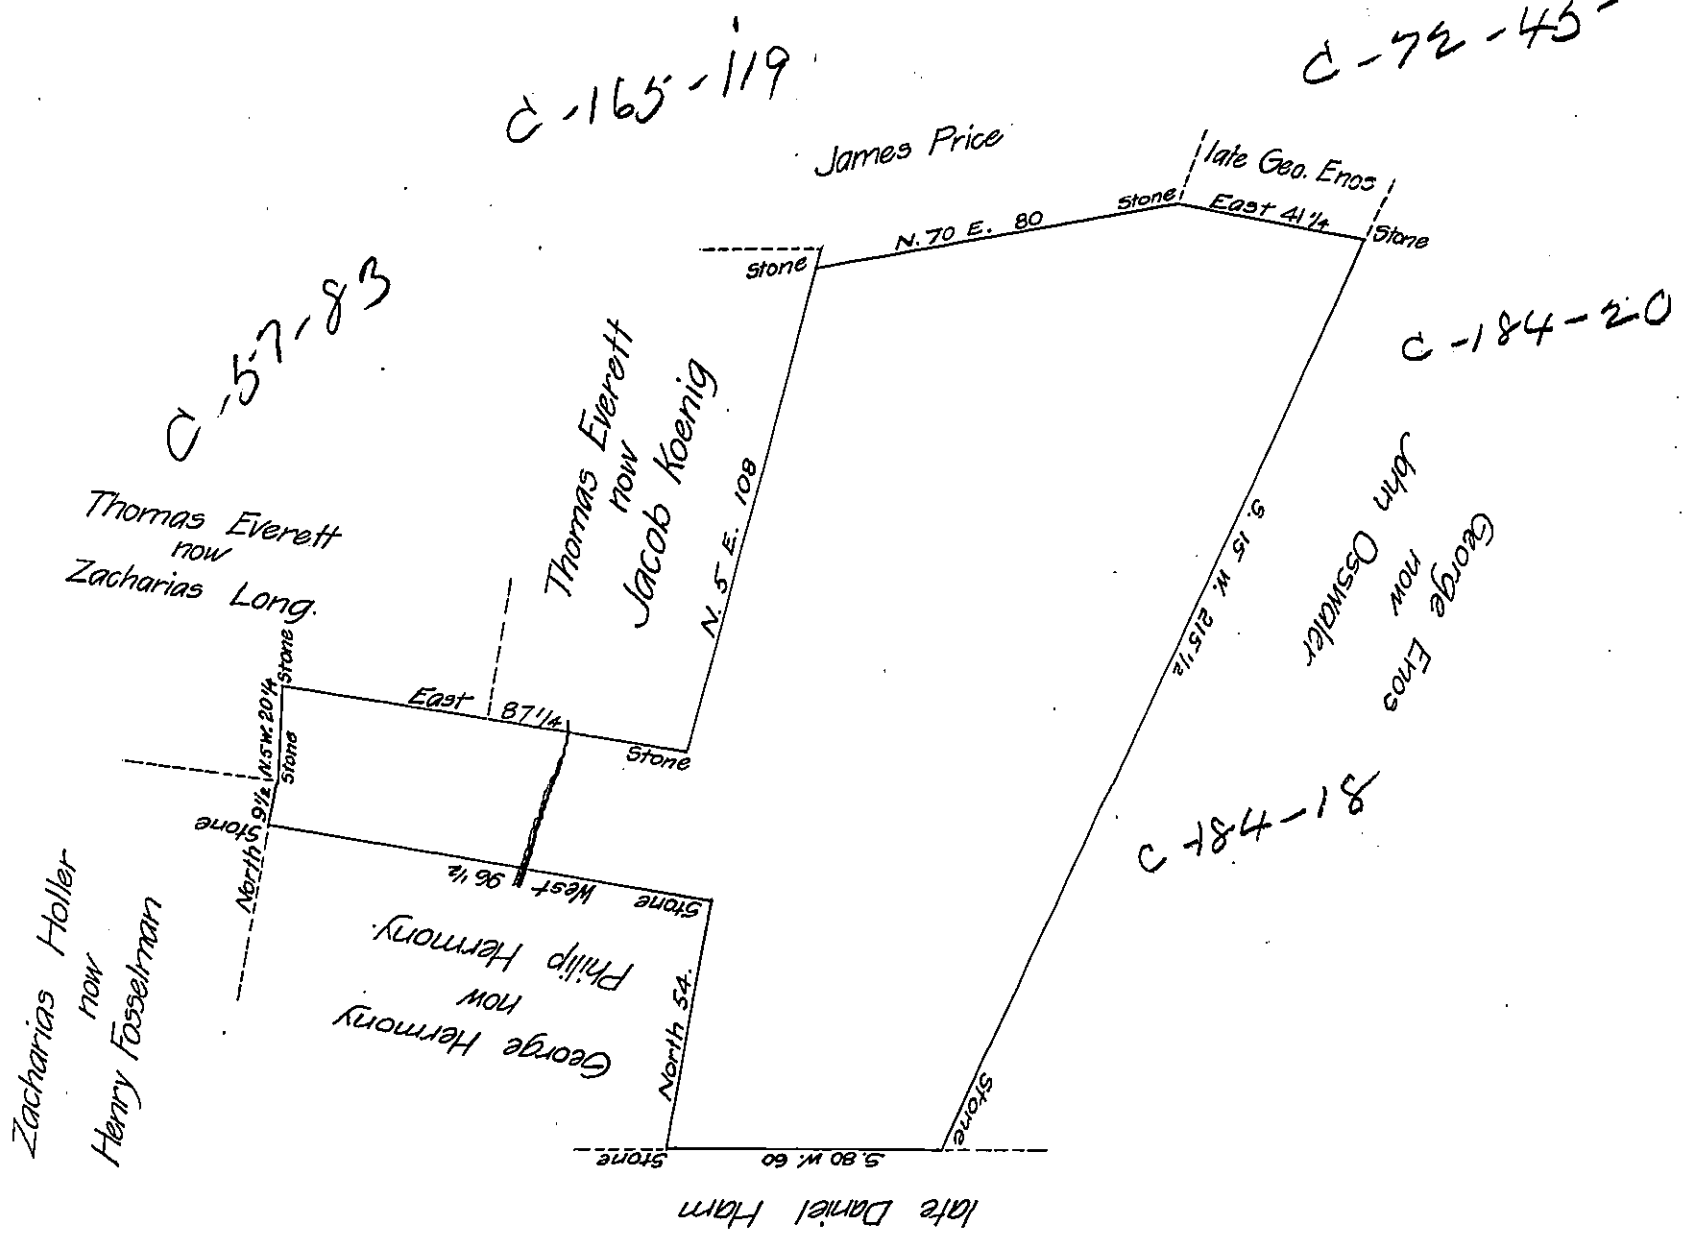 C-72-45-
C-165-119
James Price
late Geo. Enos
Stone
East 41 1/4
Stone
N. 70 E. 80
Stone
C-57-83
C-184-20
Thomas Everett
now
Jacob Koenig
N. 5 E. 108
Thomas Everett
now
Zacharias Long.
S. 15 W. 215 1/2
George Enos
now
John Osswaler
Stone
N.5W. 20 1/4
East 87 1/4
Stone
Stone
9 1/2
North
Stone
West 96 1/2
Stone
C-184-18
George Hermony
now
Philip Hermony.
Zacharias Holler
now
Henry Fosselman
North 54.
Stone
S. 80 W. 60
Stone
late Daniel Ham